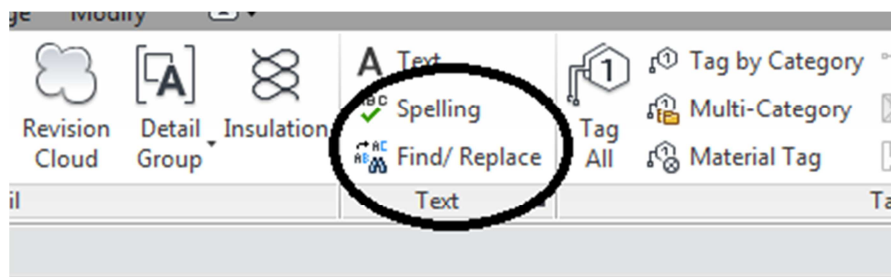 Modify
Revision Cloud
Detail Group
Insulation
Text
Spelling
Find/ Replace
Text
Tag All
Tag by Category
Multi-Category
Material Tag